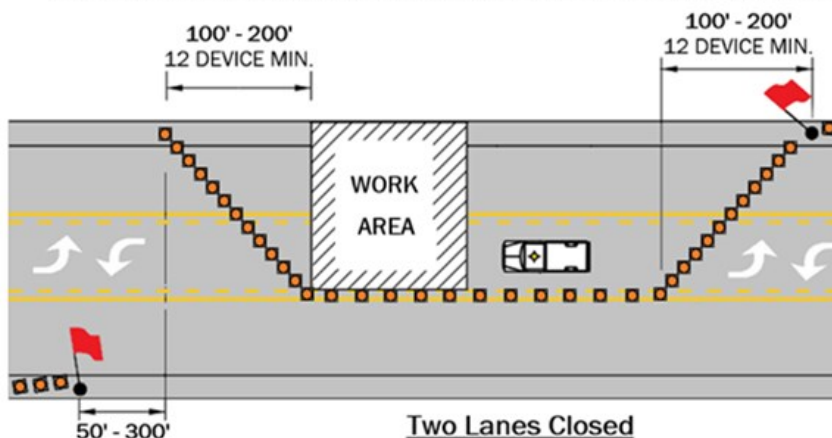 100' - 200'
12 DEVICE MIN.
100' - 200'
12 DEVICE MIN.
WORK
AREA
50' - 300'
Two Lanes Closed